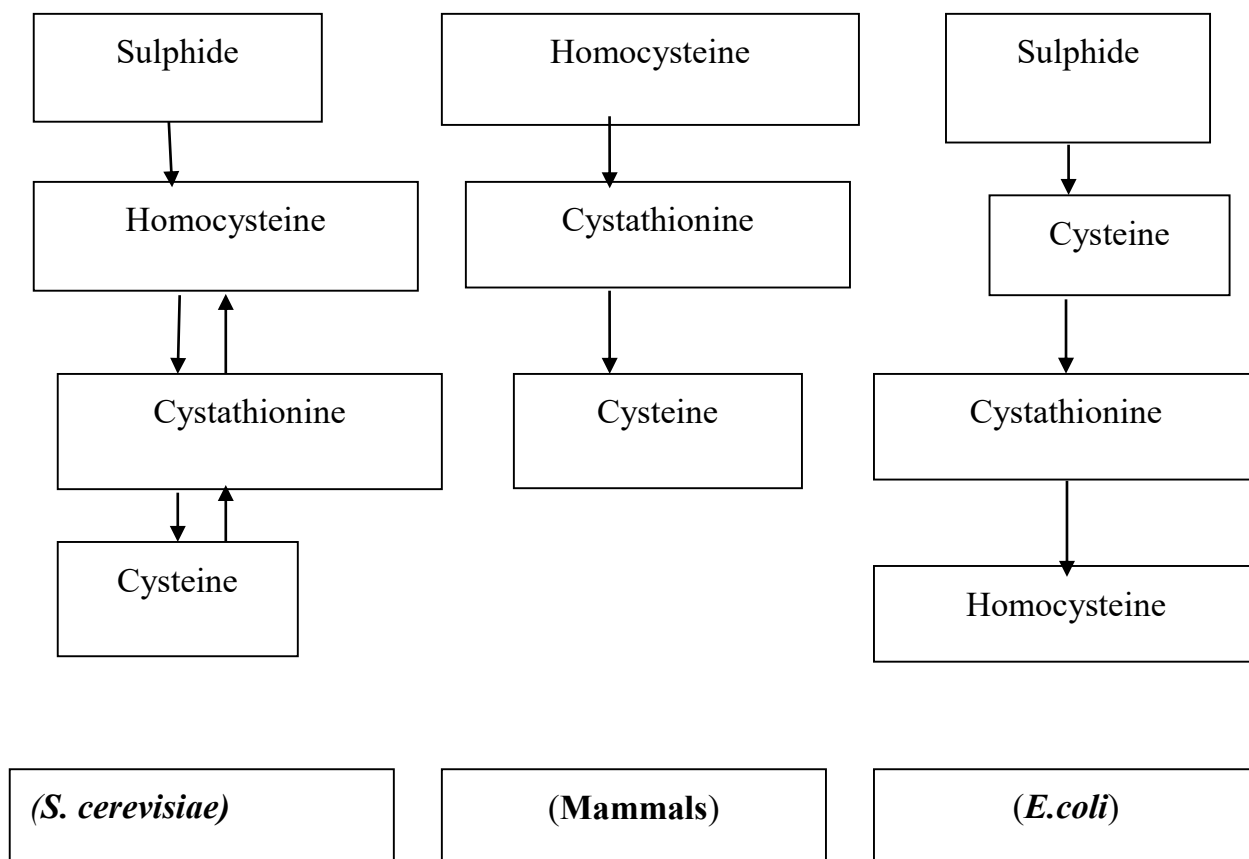 Sulphide
Homocysteine
Cystathionine
Cysteine
(S. cerevisiae)
Homocysteine
Cystathionine
Cysteine
(Mammals)
Sulphide
Cysteine
Cystathionine
Homocysteine
(E.coli)